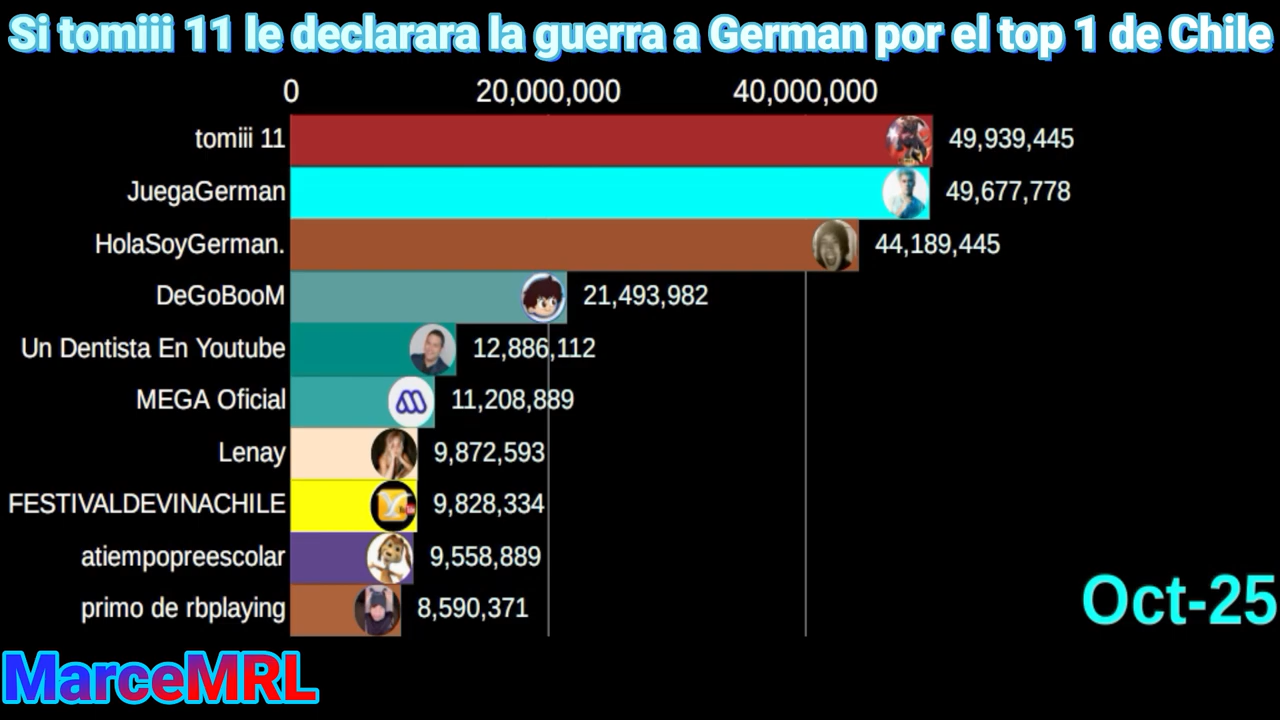 Si tomiii 11 le declarara la guerra a German por el top 1 de Chile
0 20,000,000 40,000,000
tomiii 11 49,939,445
JuegaGerman 49,677,778
HolaSoyGerman. 44,189,445
DeGoBooM 21,493,982
Un Dentista En Youtube 12,886,112
MEGA Oficial 11,208,889
Lenay 9,872,593
FESTIVALDEVINACHILE 9,828,334
atiempopreescolar 9,558,889
primo de rbplaying 8,590,371
Oct-25
MarceMRL